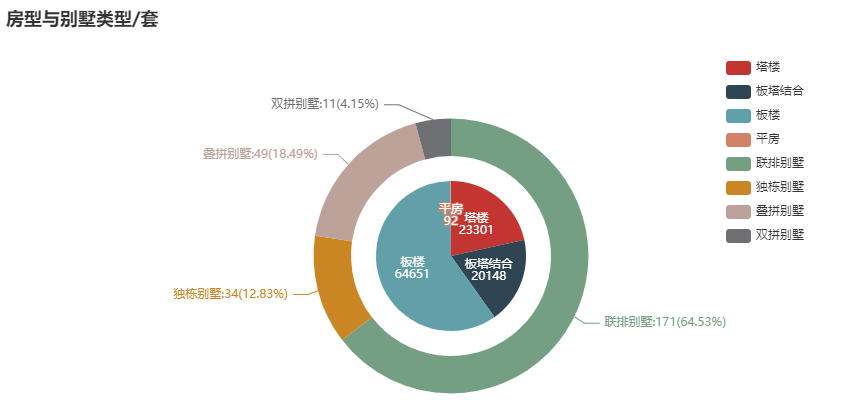 房型与别墅类型/套
双拼别墅:11(4.15%)
叠拼别墅:49(18.49%)
独栋别墅:34(12.83%)
联排别墅:171(64.53%)
平房
92
塔楼
23301
板塔结合
20148
板楼
64651
塔楼
板塔结合
板楼
平房
联排别墅
独栋别墅
叠拼别墅
双拼别墅